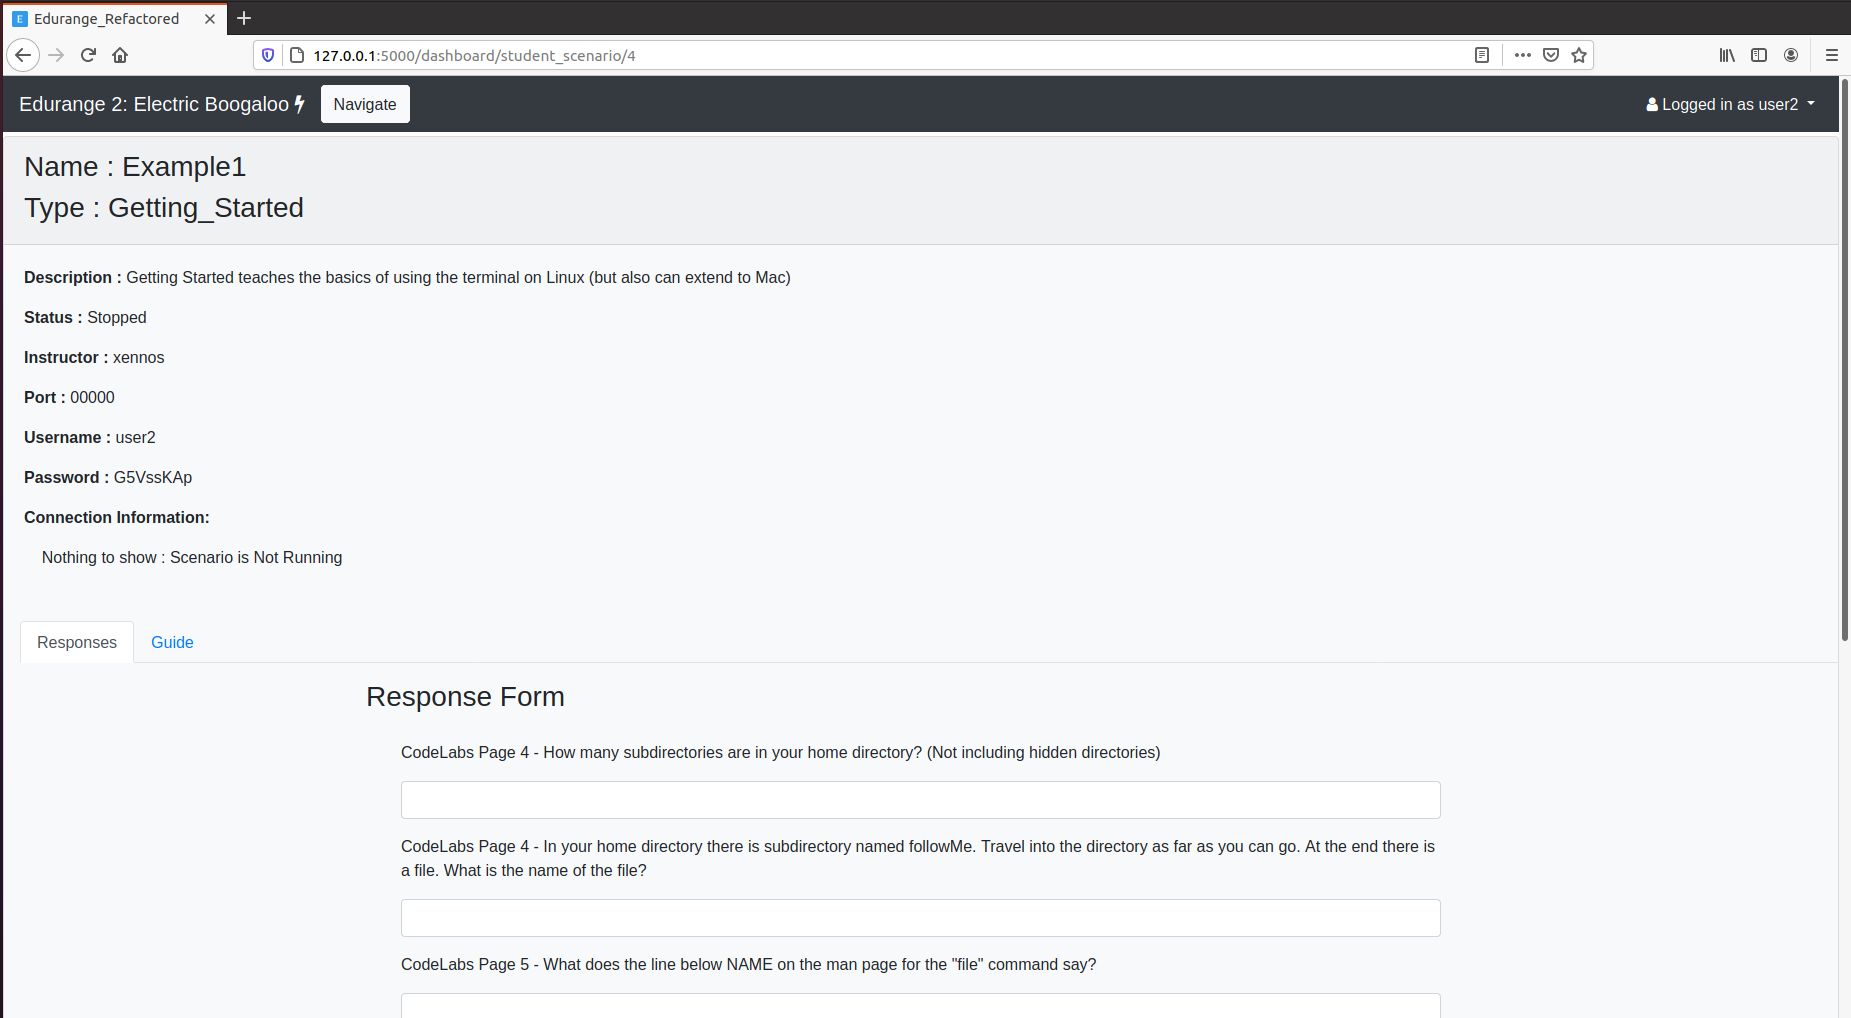 E Edurange_Refactored
127.0.0.1:5000/dashboard/student_scenario/4
Edurange 2: Electric Boogaloo Navigate Logged in as user2
Name : Example1
Type : Getting_Started
Description : Getting Started teaches the basics of using the terminal on Linux (but also can extend to Mac)
Status : Stopped
Instructor : xennos
Port : 00000
Username : user2
Password : G5VssKAp
Connection Information:
Nothing to show : Scenario is Not Running
Responses Guide
Response Form
CodeLabs Page 4 - How many subdirectories are in your home directory? (Not including hidden directories)
CodeLabs Page 4 - In your home directory there is subdirectory named followMe. Travel into the directory as far as you can go. At the end there is
a file. What is the name of the file?
CodeLabs Page 5 - What does the line below NAME on the man page for the "file" command say?